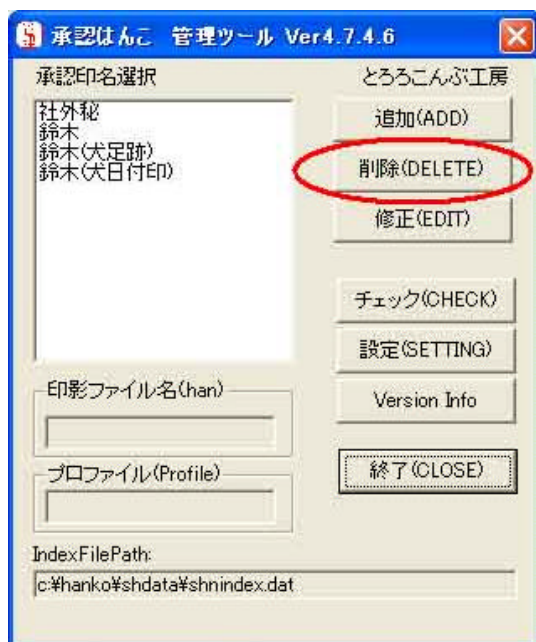 承認はんこ 管理ツール Ver4.7.4.6
承認印名選択
とろろこんぶ工房
社外秘
鈴木
鈴木(犬足跡)
鈴木(犬日付印)
追加(ADD)
削除(DELETE)
修正(EDIT)
チェック(CHECK)
設定(SETTING)
Version Info
終了(CLOSE)
印影ファイル名(han)
プロファイル(Profile)
IndexFilePath:
c:¥hanko¥shdata¥shnindex.dat